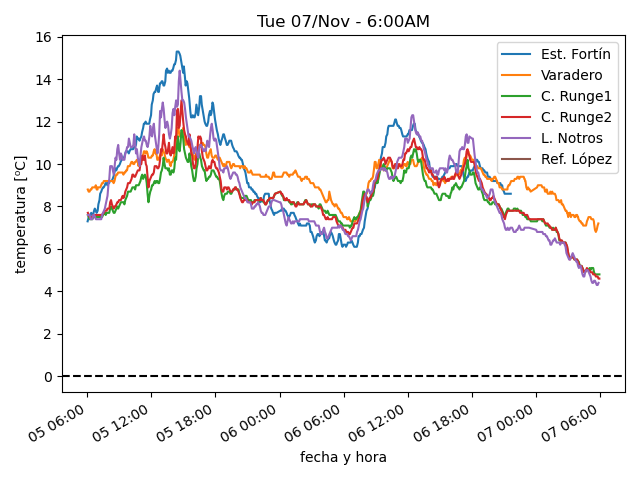 Tue 07/Nov - 6:00AM
temperatura [ºC]
16
14
12
10
8
6
4
2
0
Est. Fortín
Varadero
C. Runge1
C. Runge2
L. Notros
Ref. López
05 06:00
05 12:00
05 18:00
06 00:00
06 06:00
06 12:00
06 18:00
07 00:00
07 06:00
fecha y hora